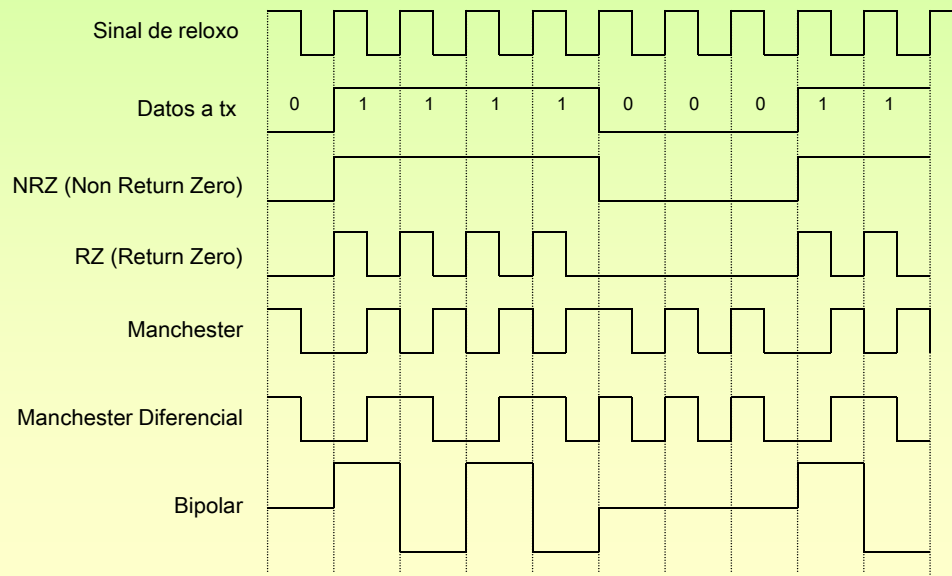 Sinal de reloxo
Datos a tx
0 1 1 1 1 0 0 0 1 1
NRZ (Non Return Zero)
RZ (Return Zero)
Manchester
Manchester Diferencial
Bipolar